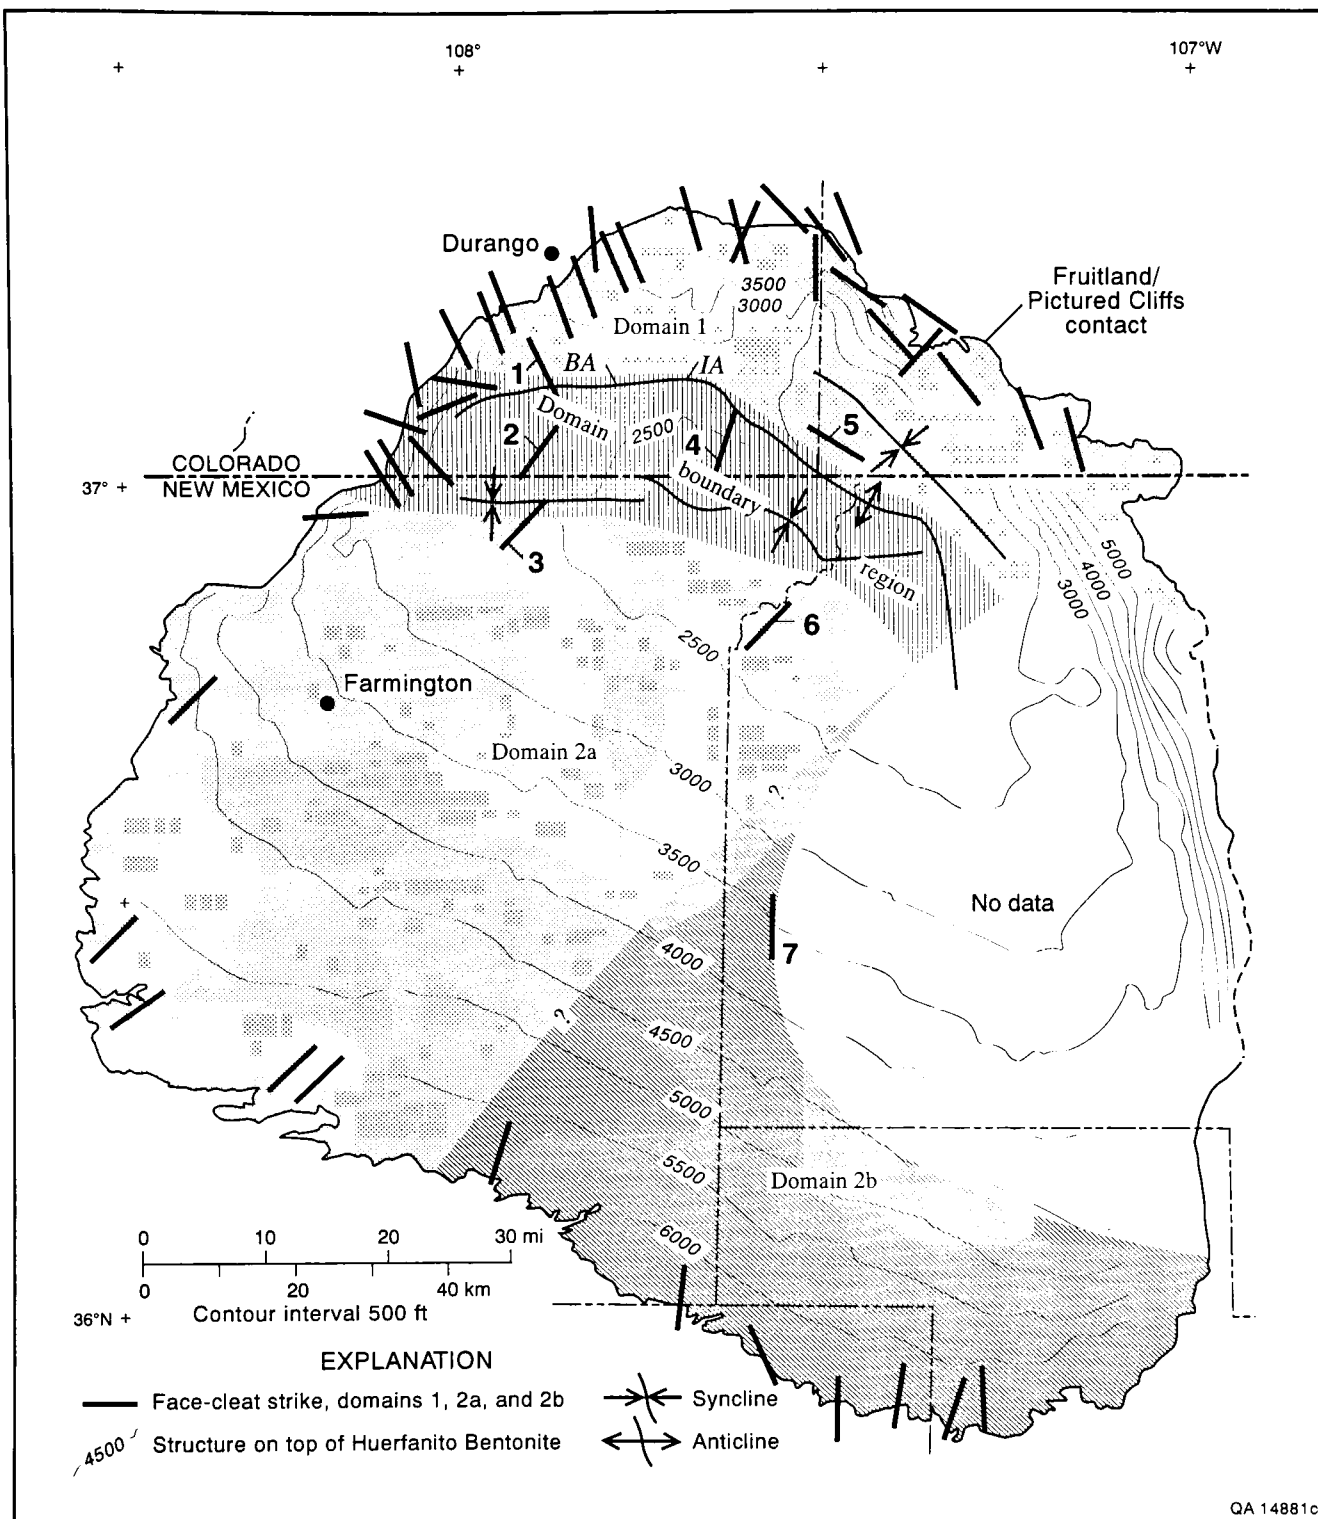 108°
107°W
Durango
Fruitland/
Pictured Cliffs
contact
3500
3000
Domain 1
BA
IA
1
Domain
2500
2
4
5
boundary
COLORADO
NEW MEXICO
37°
3
region
5000
4000
3000
6
2500
Farmington
Domain 2a
3000
?
3500
No data
4000
7
?
4500
5000
5500
Domain 2b
6000
0 10 20 30 mi
0 20 40 km
Contour interval 500 ft
36°N
EXPLANATION
Face-cleat strike, domains 1, 2a, and 2b
Syncline
4500 Structure on top of Huerfanito Bentonite
Anticline
QA 14881c